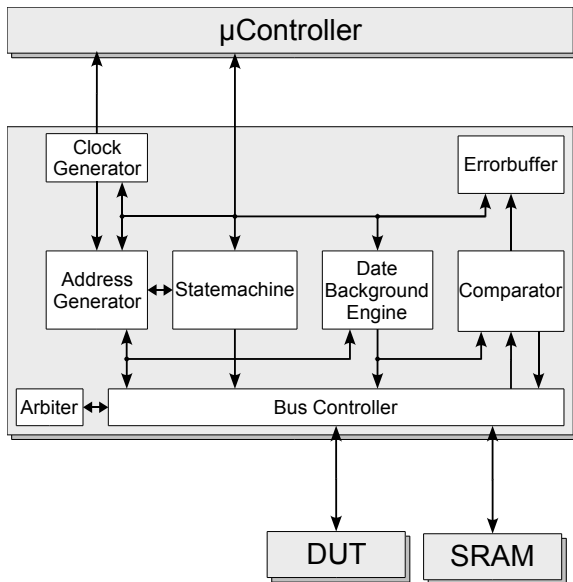 µController
Clock
Generator
Errorbuffer
Address
Generator
Statemachine
Date
Background
Engine
Comparator
Arbiter
Bus Controller
DUT
SRAM